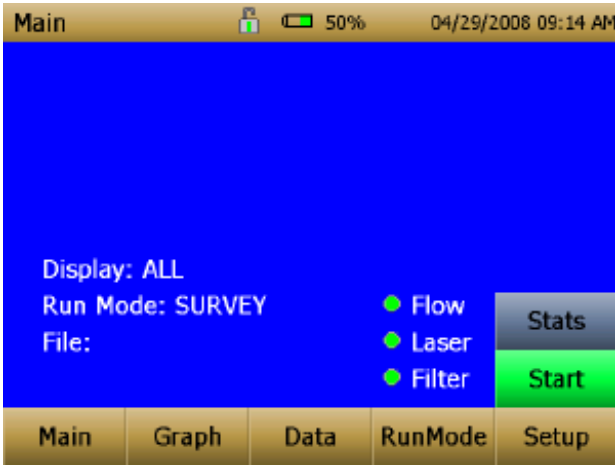 Main 50% 04/29/2008 09:14 AM
Display: ALL
Run Mode: SURVEY
File:
Flow
Laser
Filter
Stats
Start
Main Graph Data RunMode Setup